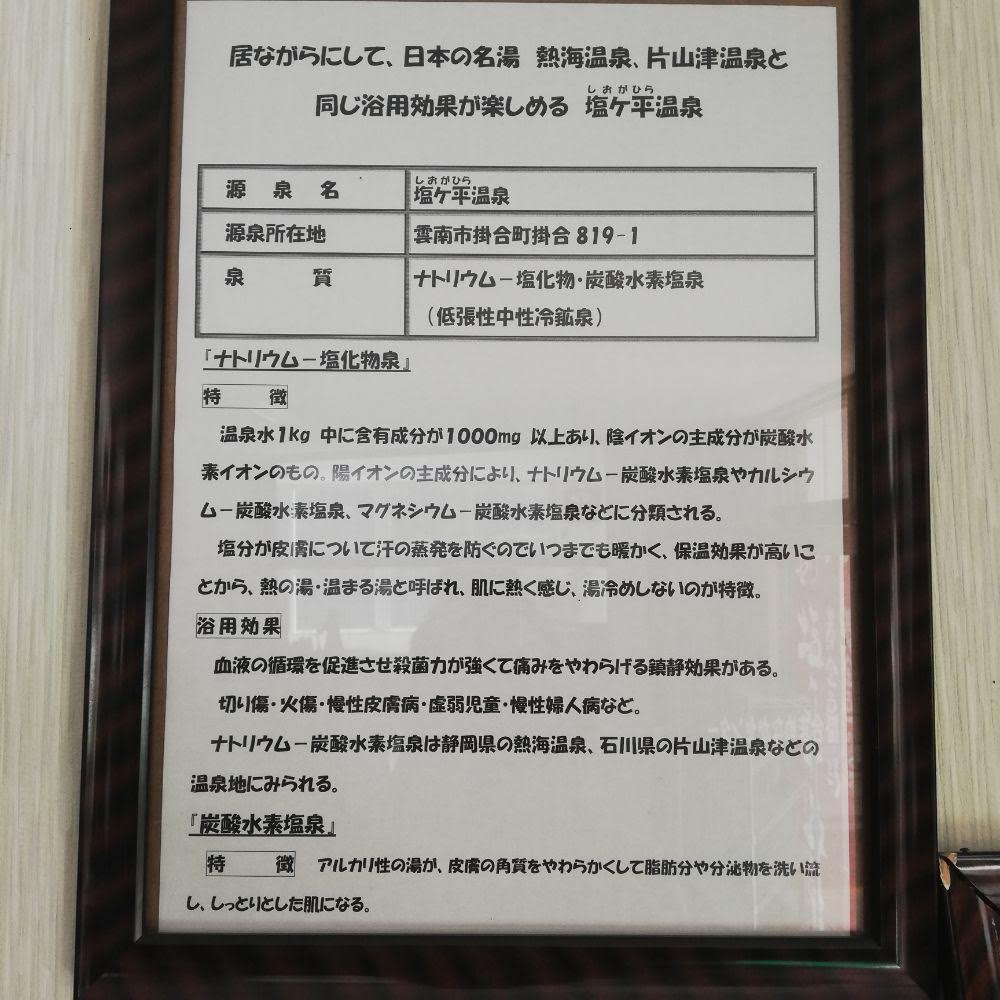 居ながらにして、日本の名湯 熱海温泉、片山津温泉と
しおがひら
同じ浴用効果が楽しめる 塩ケ平温泉
しおがひら
源泉名 塩ケ平温泉
源泉所在地 雲南市掛合町掛合819-1
泉質 ナトリウム-塩化物・炭酸水素塩泉
(低張性中性冷鉱泉)
『ナトリウム-塩化物泉』
特 徴
温泉水1kg 中に含有成分が1000mg 以上あり、陰イオンの主成分が炭酸水
素イオンのもの。陽イオンの主成分により、ナトリウム-炭酸水素塩泉やカルシウ
ム-炭酸水素塩泉、マグネシウム-炭酸水素塩泉などに分類される。
塩分が皮膚について汗の蒸発を防ぐのでいつまでも暖かく、保温効果が高いこ
とから、熱の湯・温まる湯と呼ばれ、肌に熱く感じ、湯冷めしないのが特徴。
浴用効果
血液の循環を促進させ殺菌力が強くて痛みをやわらげる鎮静効果がある。
切り傷・火傷・慢性皮膚病・虚弱児童・慢性婦人病など。
ナトリウム-炭酸水素塩泉は静岡県の熱海温泉、石川県の片山津温泉などの
温泉地にみられる。
『炭酸水素塩泉』
特 徴 アルカリ性の湯が、皮膚の角質をやわらかくして脂肪分や分泌物を洗い流
し、しっとりとした肌になる。